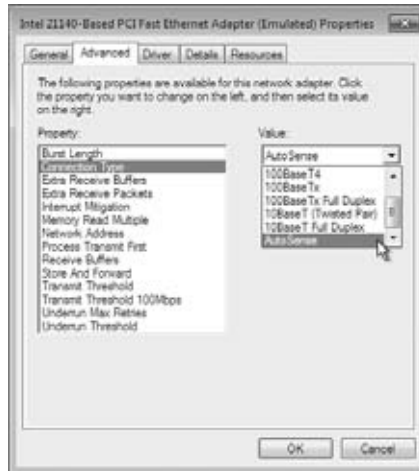 Intel 21140-Based PCI Fast Ethernet Adapter (Emulated) Properties
General Advanced Driver Details Resources
The following properties are available for this network adapter. Click
the property you want to change on the left, and then select its value
on the right.
Property:
Burst Length
Connection Type
Extra Receive Buffers
Extra Receive Packets
Interrupt Mitigation
Memory Read Multiple
Network Address
Process Transmit First
Receive Buffers
Store And Forward
Transmit Threshold
Transmit Threshold 100Mbps
Underrun Max Retries
Underrun Threshold
Value:
AutoSense
100BaseT4
100BaseTx
100BaseTx Full Duplex
10BaseT (Twisted Pair)
10BaseT Full Duplex
AutoSense
OK Cancel